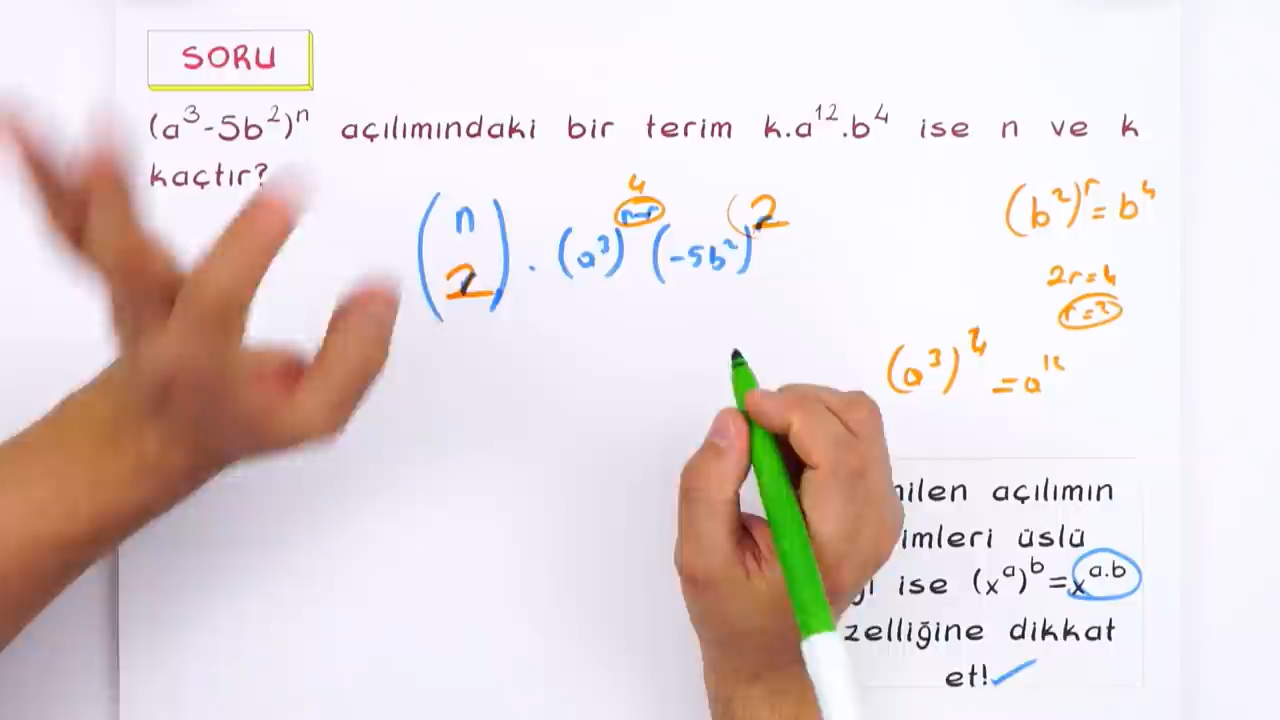 SORU
(a³-5b²)ⁿ açılımındaki bir terim k.a¹².b⁴ ise n ve k
kaçtır?
(n 2) . (a³)⁴ (-5b²)²
(b²)ʳ = b⁴
2r=4
r=2
(a³)⁴ = a¹²
açılımın
üslü
ise (xᵃ)ᵇ=xᵃ·ᵇ
dikkat
et!